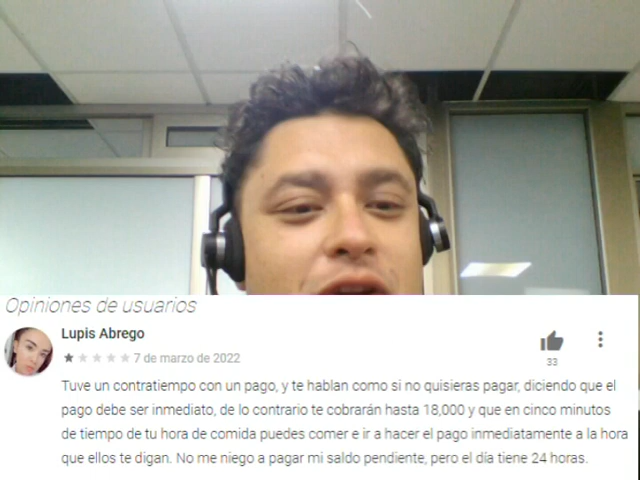 Opiniones de usuarios
Lupis Abrego
7 de marzo de 2022
33
Tuve un contratiempo con un pago, y te hablan como si no quisieras pagar, diciendo que el
pago debe ser inmediato, de lo contrario te cobrarán hasta 18,000 y que en cinco minutos
de tiempo de tu hora de comida puedes comer e ir a hacer el pago inmediatamente a la hora
que ellos te digan. No me niego a pagar mi saldo pendiente, pero el día tiene 24 horas.